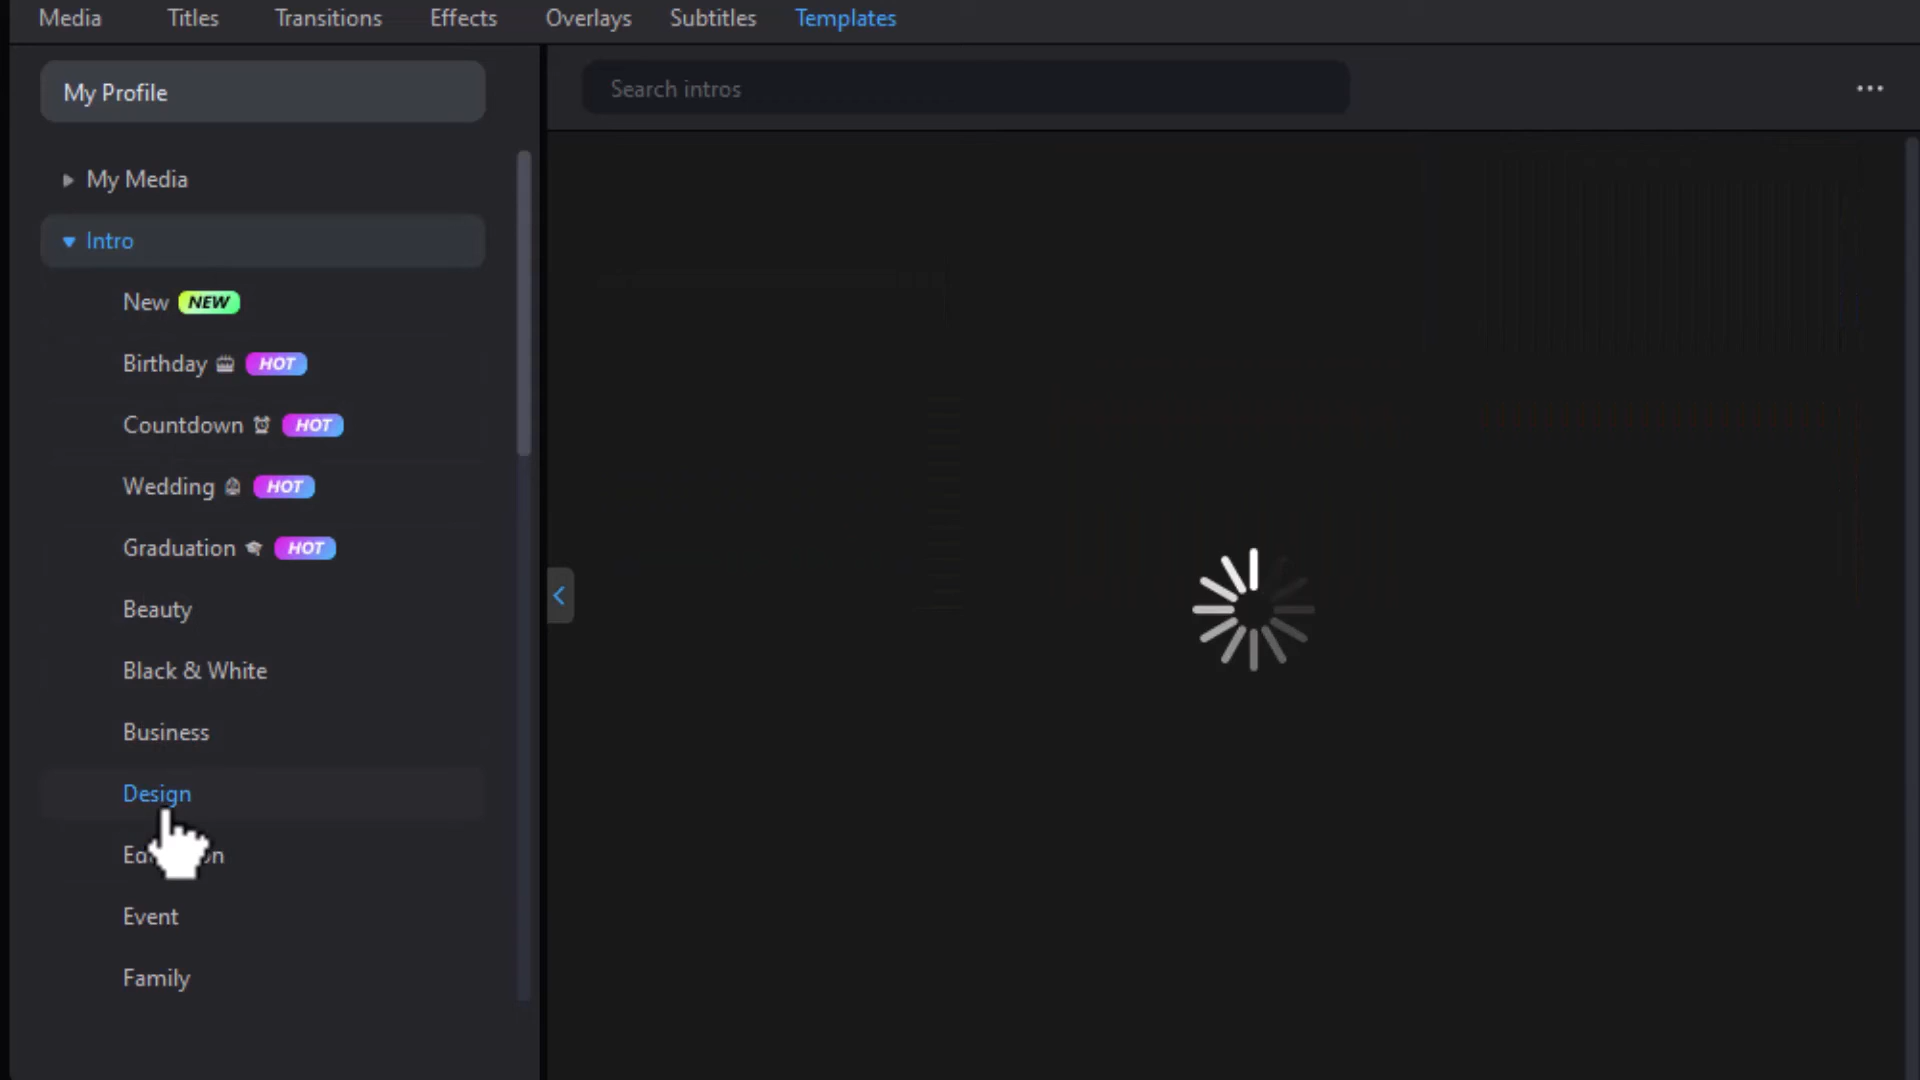 Media Titles Transitions Effects Overlays Subtitles Templates
My Profile
Search intros
My Media
Intro
New NEW
Birthday HOT
Countdown HOT
Wedding HOT
Graduation HOT
Beauty
Black & White
Business
Design
Event
Family